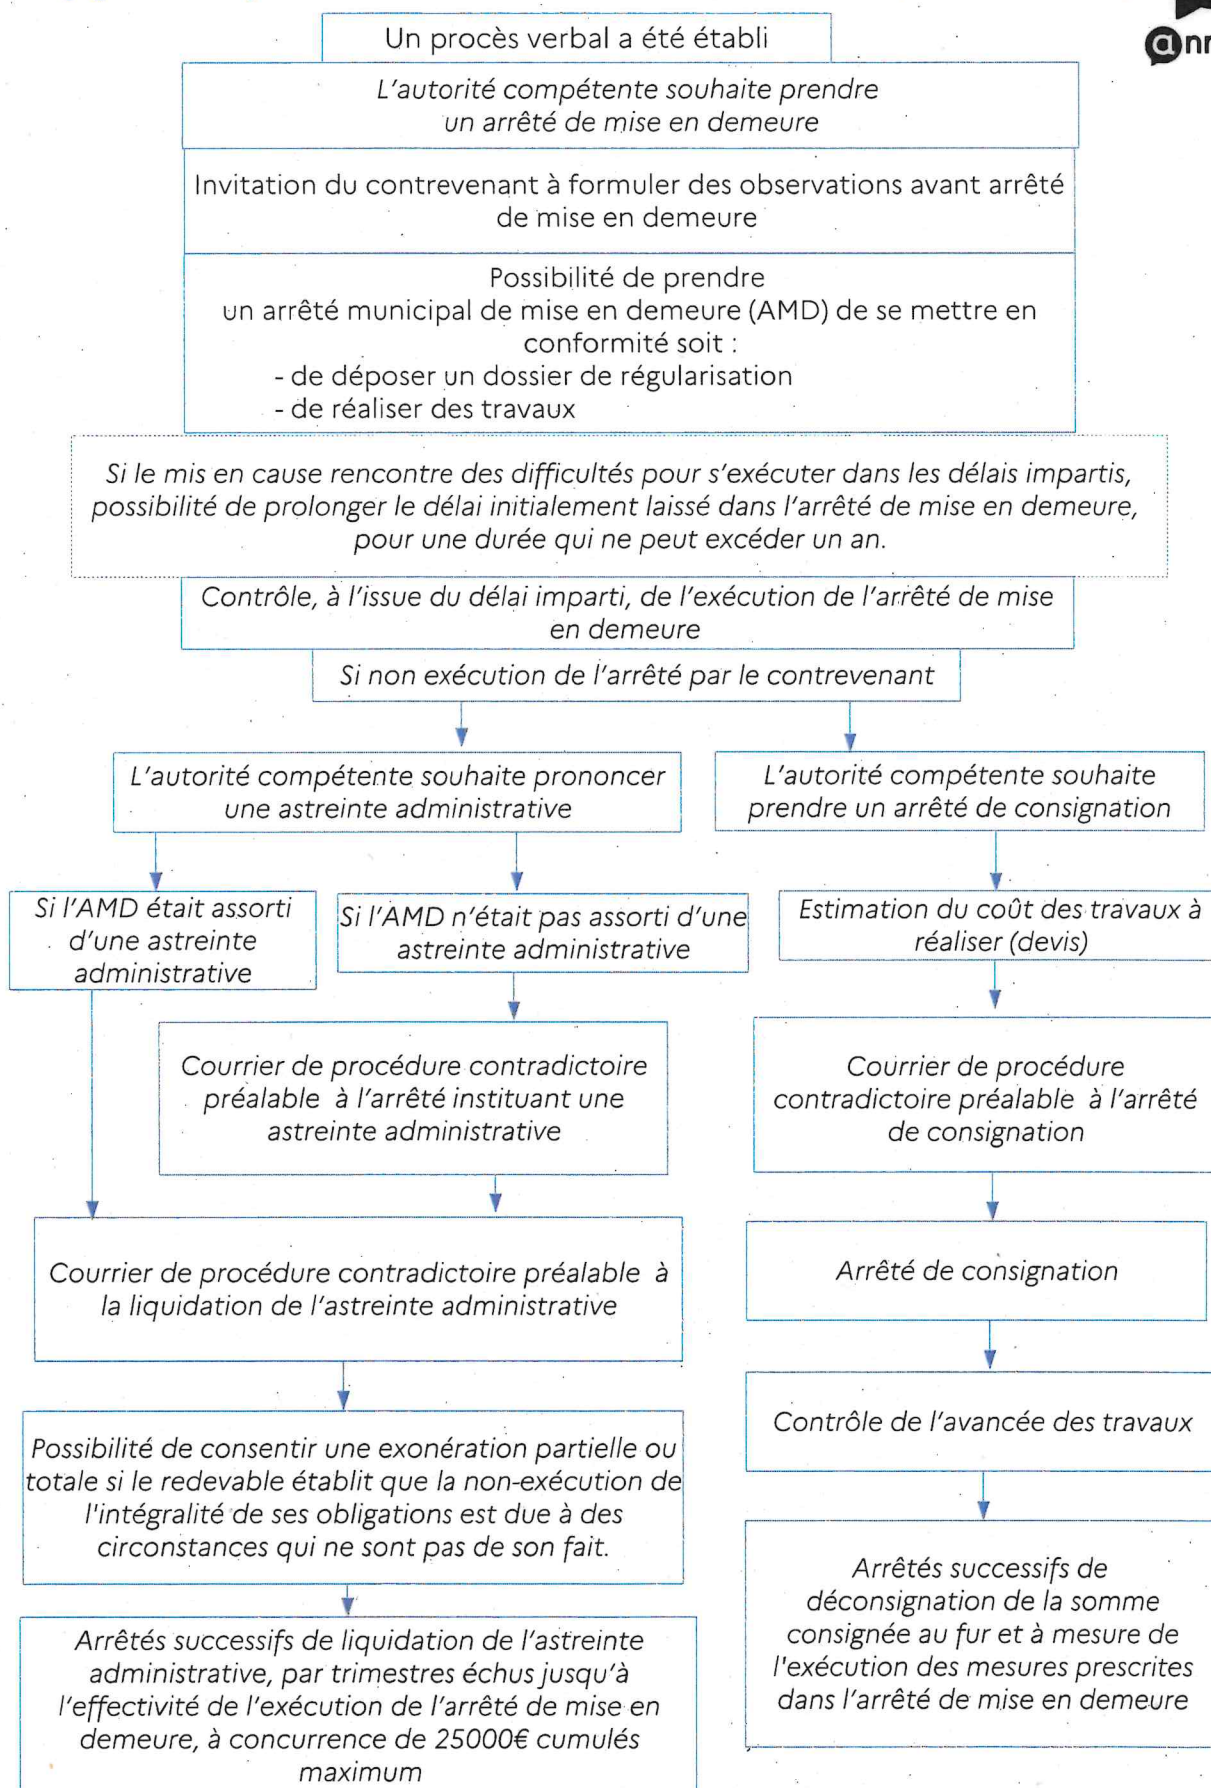 Un procès verbal a été établi
L'autorité compétente souhaite prendre
un arrêté de mise en demeure
Invitation du contrevenant à formuler des observations avant arrêté
de mise en demeure
Possibilité de prendre
un arrêté municipal de mise en demeure (AMD) de se mettre en
conformité soit :
- de déposer un dossier de régularisation
- de réaliser des travaux
Si le mis en cause rencontre des difficultés pour s'exécuter dans les délais impartis,
possibilité de prolonger le délai initialement laissé dans l'arrêté de mise en demeure,
pour une durée qui ne peut excéder un an.
Contrôle, à l'issue du délai imparti, de l'exécution de l'arrêté de mise
en demeure
Si non exécution de l'arrêté par le contrevenant
L'autorité compétente souhaite prononcer
une astreinte administrative
L'autorité compétente souhaite
prendre un arrêté de consignation
Si l'AMD était assorti
d'une astreinte
administrative
Si l'AMD n'était pas assorti d'une
astreinte administrative
Estimation du coût des travaux à
réaliser (devis)
Courrier de procédure contradictoire
préalable à l'arrêté instituant une
astreinte administrative
Courrier de procédure
contradictoire préalable à l'arrêté
de consignation
Courrier de procédure contradictoire préalable à
la liquidation de l'astreinte administrative
Arrêté de consignation
Contrôle de l'avancée des travaux
Possibilité de consentir une exonération partielle ou
totale si le redevable établit que la non-exécution de
l'intégralité de ses obligations est due à des
circonstances qui ne sont pas de son fait.
Arrêtés successifs de
déconsignation de la somme
consignée au fur et à mesure de
l'exécution des mesures prescrites
dans l'arrêté de mise en demeure
Arrêtés successifs de liquidation de l'astreinte
administrative, par trimestres échus jusqu'à
l'effectivité de l'exécution de l'arrêté de mise en
demeure, à concurrence de 25000€ cumulés
maximum